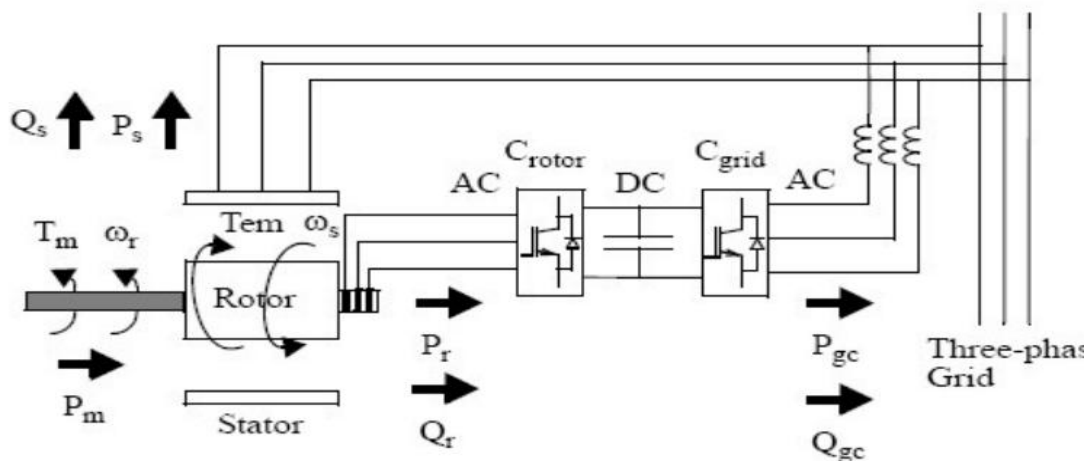 Qs Ps
Crotor Cgrid
AC DC AC
Tm ωr
Tem ωs
Rotor
Pm
Stator
Pr
Qr
Pgc
Qgc
Three-phas
Grid